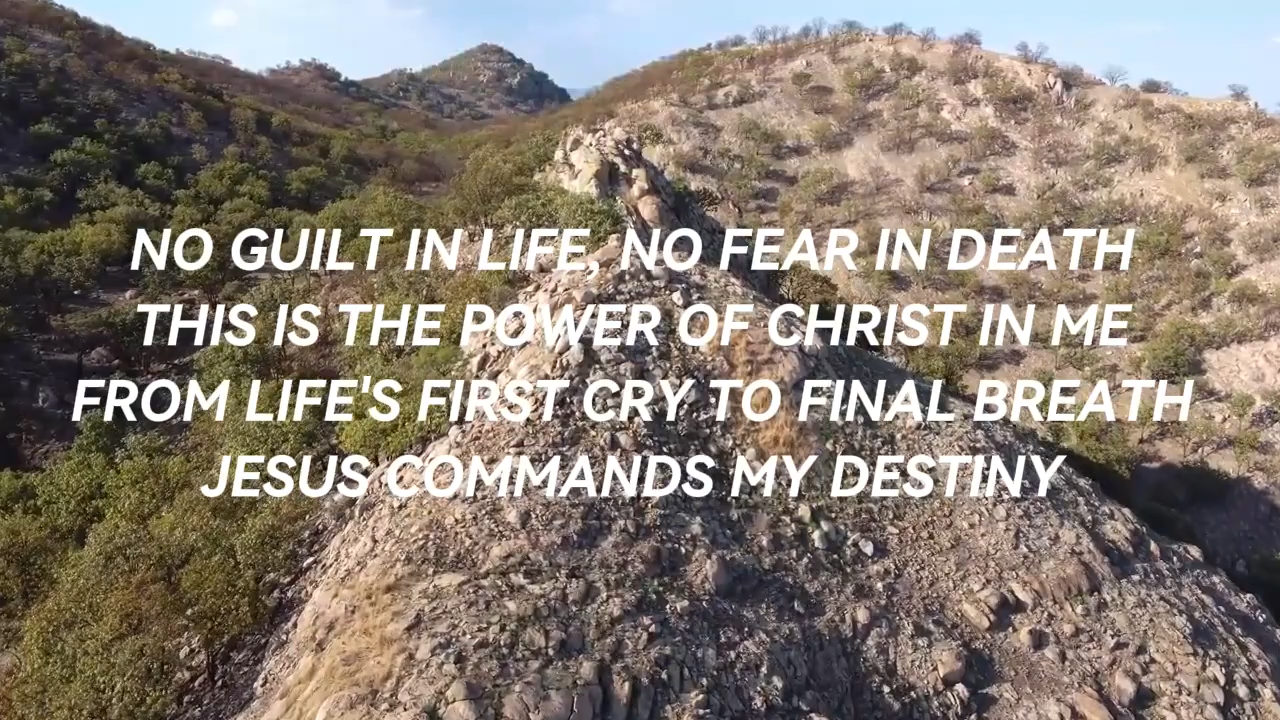 NO GUILT IN LIFE, NO FEAR IN DEATH
THIS IS THE POWER OF CHRIST IN ME
FROM LIFE'S FIRST CRY TO FINAL BREATH
JESUS COMMANDS MY DESTINY